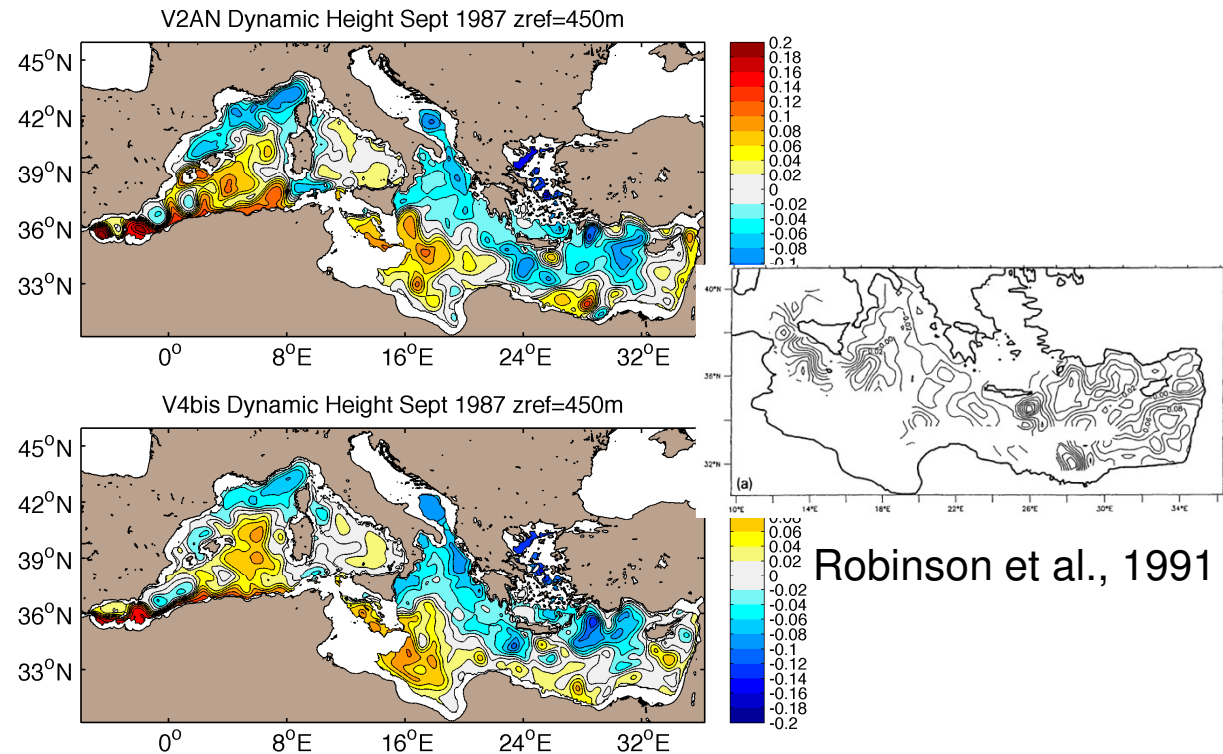 V2AN Dynamic Height Sept 1987 zref=450m
45°N
42°N
39°N
36°N
33°N
0°
8°E
16°E
24°E
32°E
0.2
0.18
0.16
0.14
0.12
0.1
0.08
0.06
0.04
0.02
0
-0.02
-0.04
-0.06
-0.08
-0.1
40°N
36°N
32°N
(a)
10°E
14°E
18°E
22°E
26°E
30°E
34°E
V4bis Dynamic Height Sept 1987 zref=450m
45°N
42°N
39°N
36°N
33°N
0°
8°E
16°E
24°E
32°E
0.06
0.04
0.02
0
-0.02
-0.04
-0.06
-0.08
-0.1
-0.12
-0.14
-0.16
-0.18
-0.2
Robinson et al., 1991